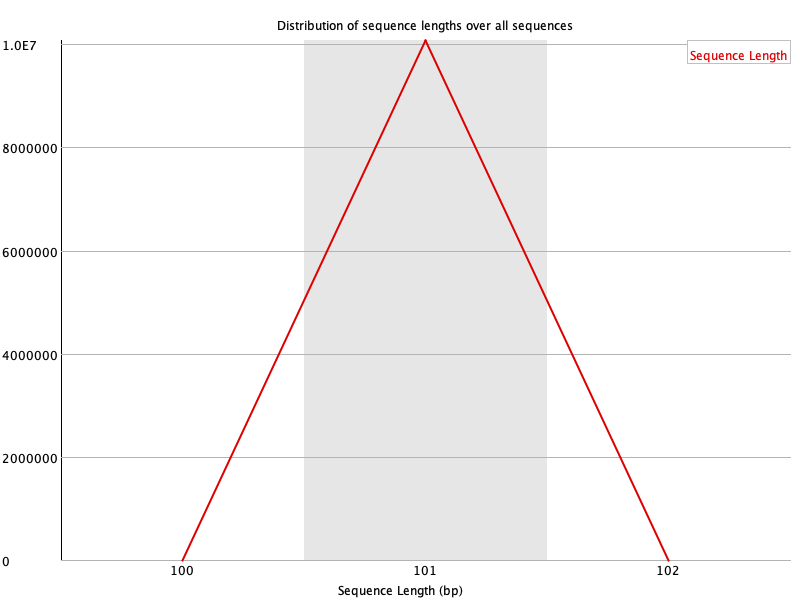 Distribution of sequence lengths over all sequences
Sequence Length
1.0E7
8000000
6000000
4000000
2000000
0
100 101 102
Sequence Length (bp)